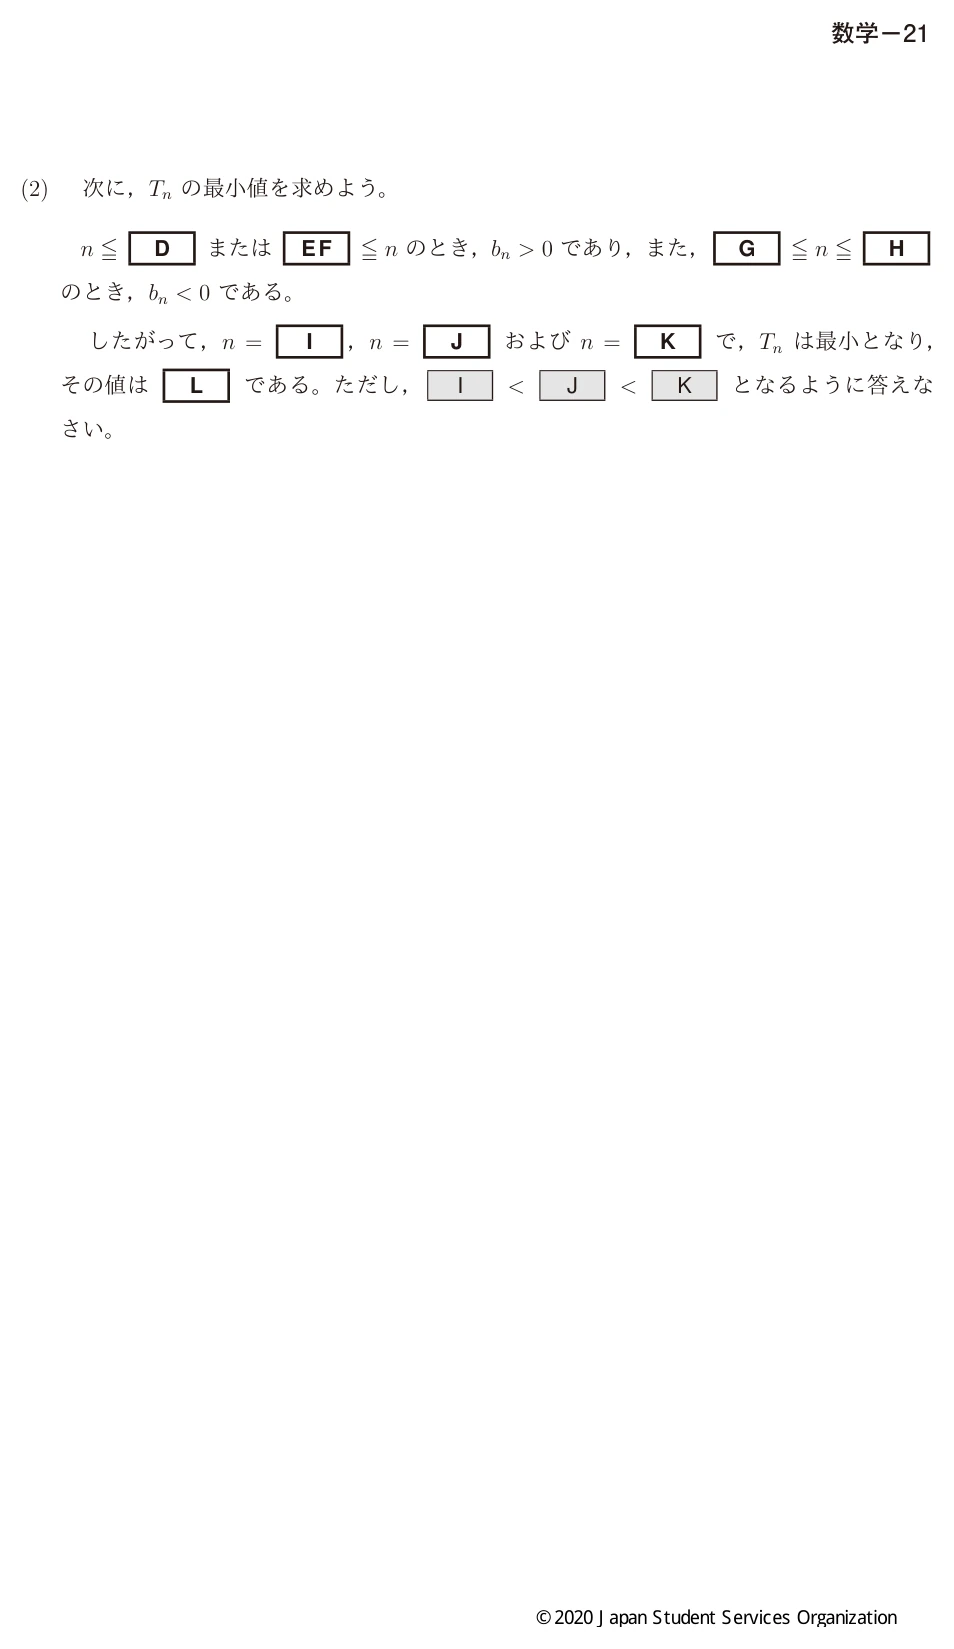 数学－21
(2) 次に，Tn の最小値を求めよう。
n ≦ D または EF ≦ n のとき，bn > 0 であり，また， G ≦ n ≦ H
のとき，bn < 0 である。
したがって，n = I ，n = J および n = K で，Tn は最小となり，
その値は L である。ただし， I < J < K となるように答えな
さい。
© 2020 Japan Student Services Organization